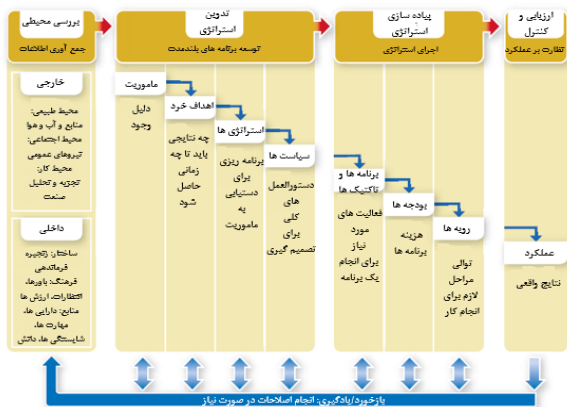 بررسی محیطی
جمع آوری اطلاعات
خارجی
محیط طبیعی:
منابع و آب و هوا
محیط اجتماعی:
نیروهای عمومی
محیط کار:
تجزیه و تحلیل
صنعت
داخلی
ساختار: زنجیره
فرماندهی
فرهنگ: باورها،
انتظارات، ارزش ها
منابع: دارایی ها،
مهارت ها،
شایستگی ها، دانش
تدوین
استراتژی
توسعه برنامه های بلندمدت
ماموریت
دلیل
وجود
اهداف خرد
چه نتایجی
باید تا چه
زمانی
حاصل
شود
استراتژی ها
برنامه ریزی
برای
دستیابی
به
ماموریت
سیاست ها
دستورالعمل
های
کلی
برای
تصمیم گیری
پیاده سازی
استراتژی
اجرای استراتژی
برنامه ها و
تاکتیک ها
فعالیت های
مورد
نیاز
برای انجام
یک برنامه
بودجه ها
هزینه
برنامه ها
رویه ها
توالی
مراحل
لازم برای
انجام کار
ارزیابی و
کنترل
نظارت بر عملکرد
عملکرد
نتایج واقعی
بازخورد/یادگیری: انجام اصلاحات در صورت نیاز